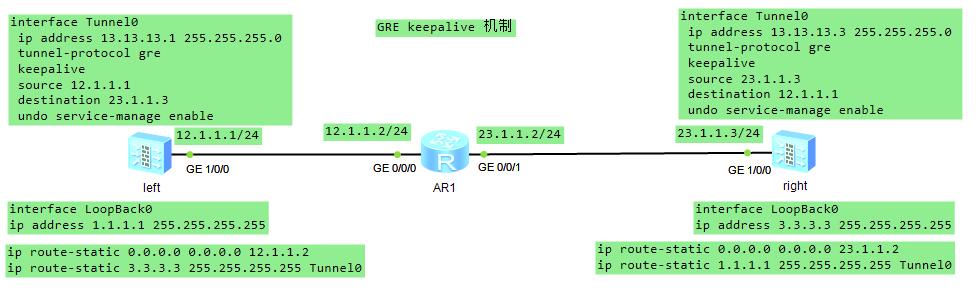 GRE keepalive 机制
interface Tunnel0
ip address 13.13.13.1 255.255.255.0
tunnel-protocol gre
keepalive
source 12.1.1.1
destination 23.1.1.3
undo service-manage enable
interface Tunnel0
ip address 13.13.13.3 255.255.255.0
tunnel-protocol gre
keepalive
source 23.1.1.3
destination 12.1.1.1
undo service-manage enable
12.1.1.1/24
12.1.1.2/24
23.1.1.2/24
23.1.1.3/24
GE 1/0/0
GE 0/0/0
R
GE 0/0/1
GE 1/0/0
left
AR1
right
interface LoopBack0
ip address 1.1.1.1 255.255.255.255
interface LoopBack0
ip address 3.3.3.3 255.255.255.255
ip route-static 0.0.0.0 0.0.0.0 12.1.1.2
ip route-static 3.3.3.3 255.255.255.255 Tunnel0
ip route-static 0.0.0.0 0.0.0.0 23.1.1.2
ip route-static 1.1.1.1 255.255.255.255 Tunnel0